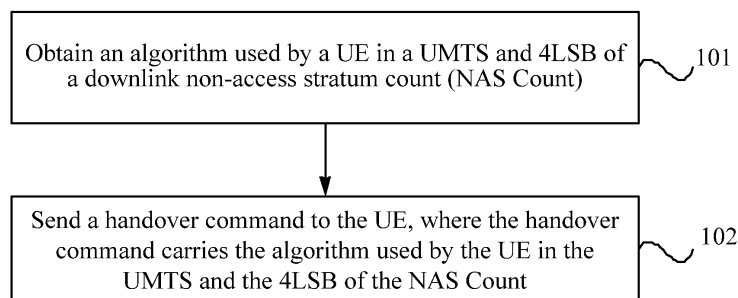 Obtain an algorithm used by a UE in a UMTS and 4LSB of
a downlink non-access stratum count (NAS Count)
101
Send a handover command to the UE, where the handover
command carries the algorithm used by the UE in the
UMTS and the 4LSB of the NAS Count
102